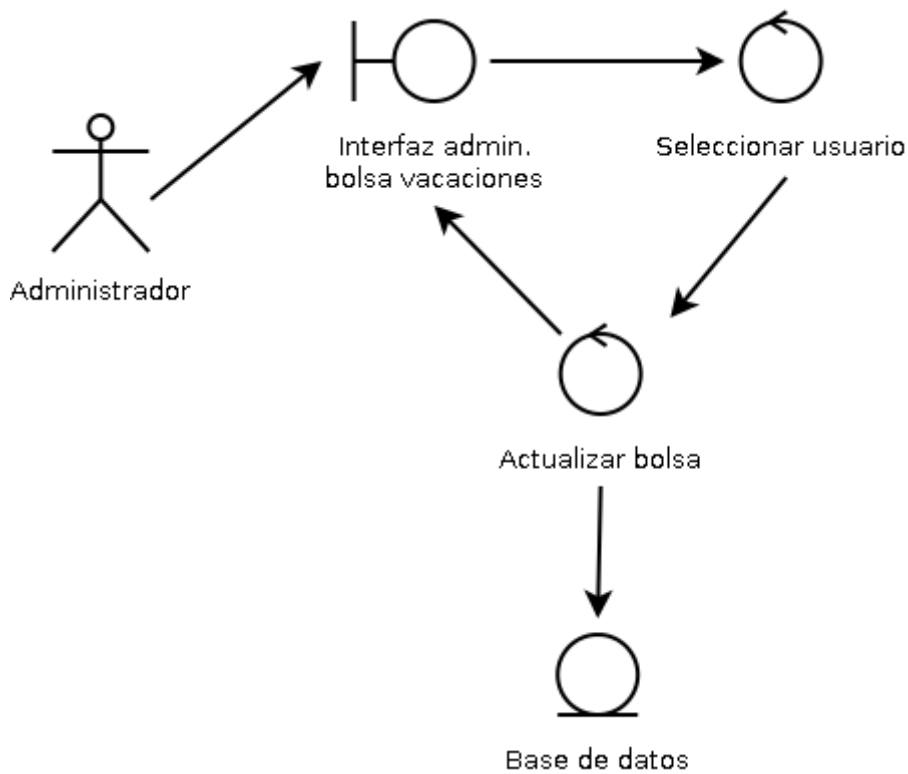 Interfaz admin.
bolsa vacaciones
Seleccionar usuario
Administrador
Actualizar bolsa
Base de datos